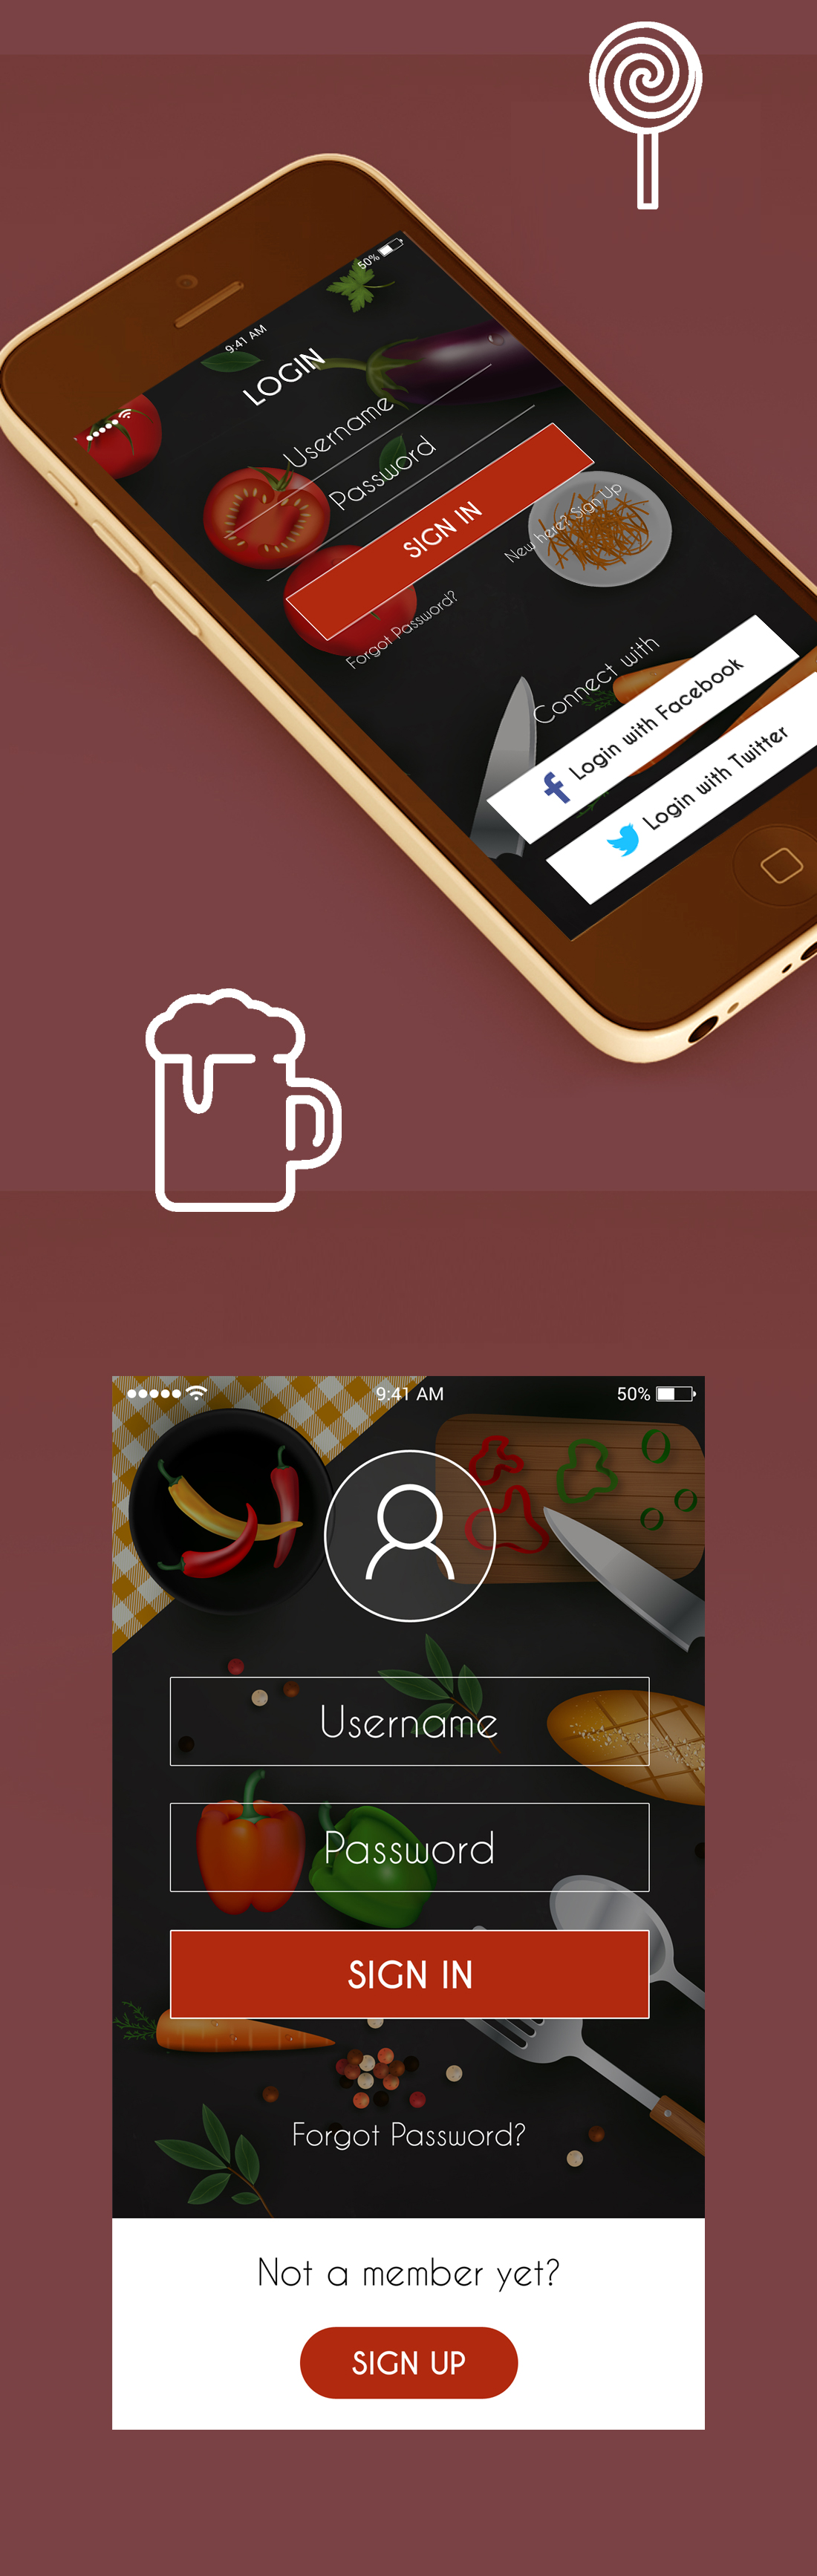 50%
9:41 AM
LOGIN
Username
Password
SIGN IN
New here? Sign Up
Forgot Password?
Connect with
Login with Facebook
Login with Twitter
9:41 AM 50%
Username
Password
SIGN IN
Forgot Password?
Not a member yet?
SIGN UP